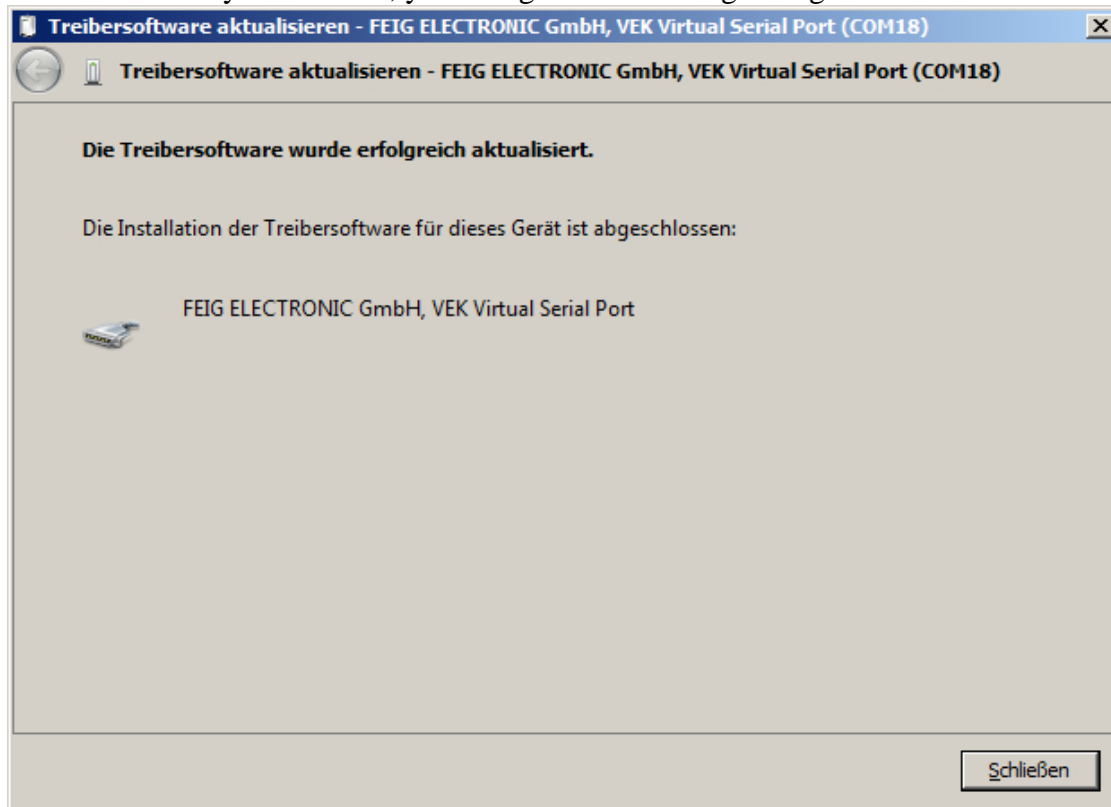 Treibersoftware aktualisieren - FEIG ELECTRONIC GmbH, VEK Virtual Serial Port (COM18)
Treibersoftware aktualisieren - FEIG ELECTRONIC GmbH, VEK Virtual Serial Port (COM18)
Die Treibersoftware wurde erfolgreich aktualisiert.
Die Installation der Treibersoftware für dieses Gerät ist abgeschlossen:
FEIG ELECTRONIC GmbH, VEK Virtual Serial Port
Schließen